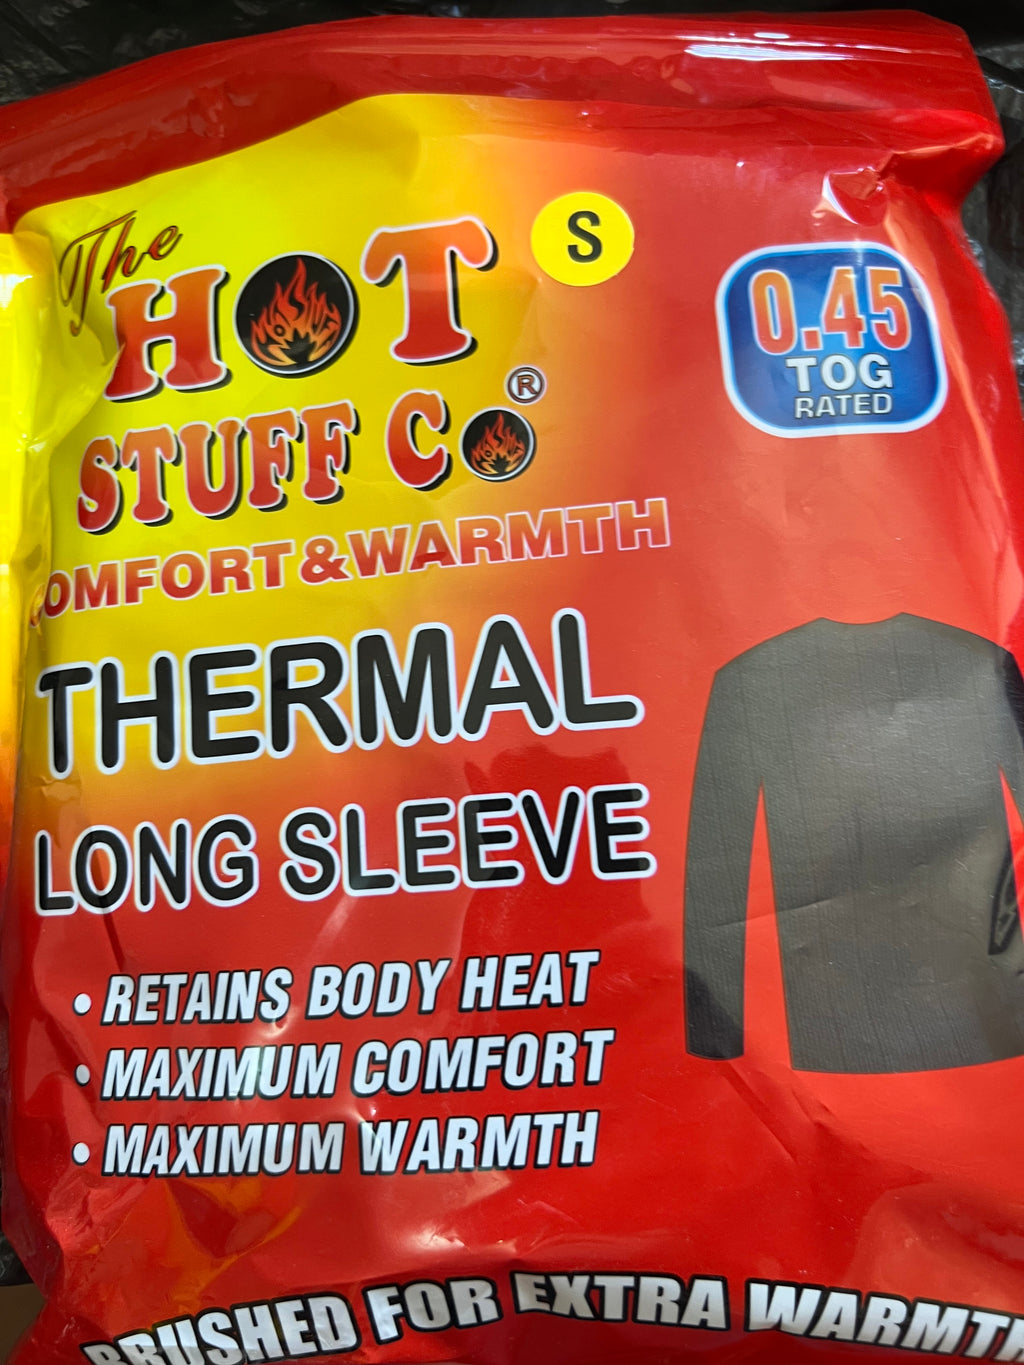 The
HOT
STUFF Co®
S
0.45
TOG
RATED
COMFORT & WARMTH
THERMAL
LONG SLEEVE
• RETAINS BODY HEAT
• MAXIMUM COMFORT
• MAXIMUM WARMTH
BRUSHED FOR EXTRA WARMTH